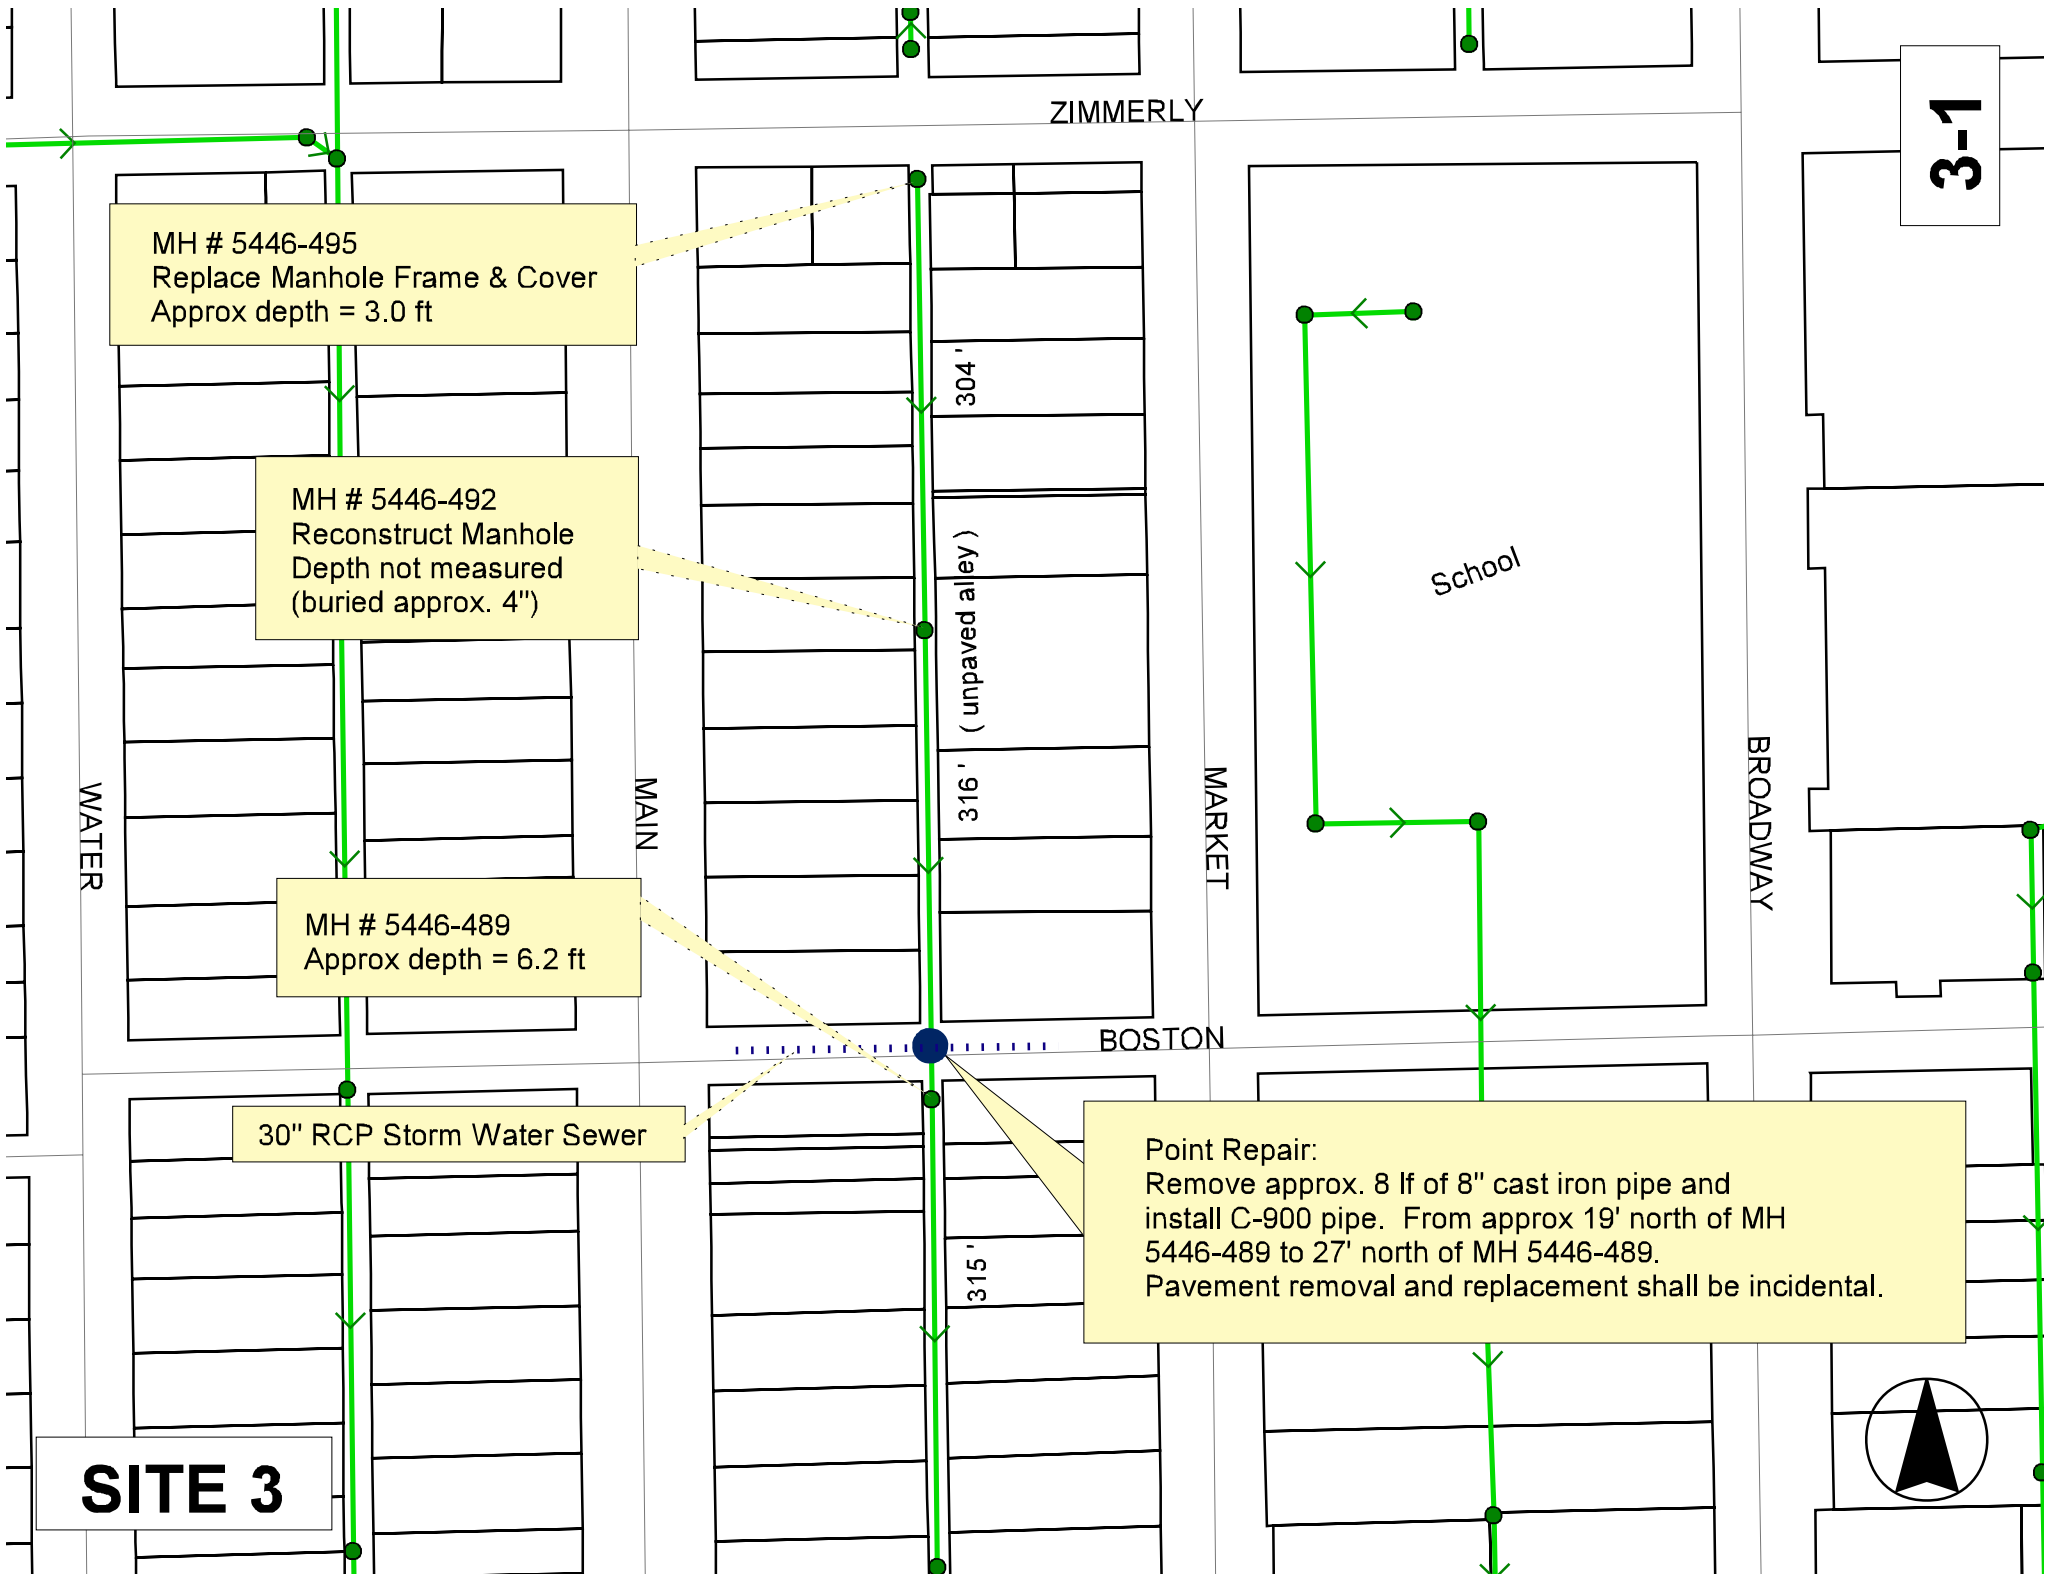 ZIMMERLY
3-1
MH # 5446-495
Replace Manhole Frame & Cover
Approx depth = 3.0 ft
304 '
MH # 5446-492
Reconstruct Manhole
Depth not measured
(buried approx. 4")
( unpaved alley )
School
316 '
WATER
MAIN
MARKET
BROADWAY
MH # 5446-489
Approx depth = 6.2 ft
BOSTON
30" RCP Storm Water Sewer
Point Repair:
Remove approx. 8 lf of 8" cast iron pipe and
install C-900 pipe.  From approx 19' north of MH
5446-489 to 27' north of MH 5446-489.
Pavement removal and replacement shall be incidental.
315 '
SITE 3